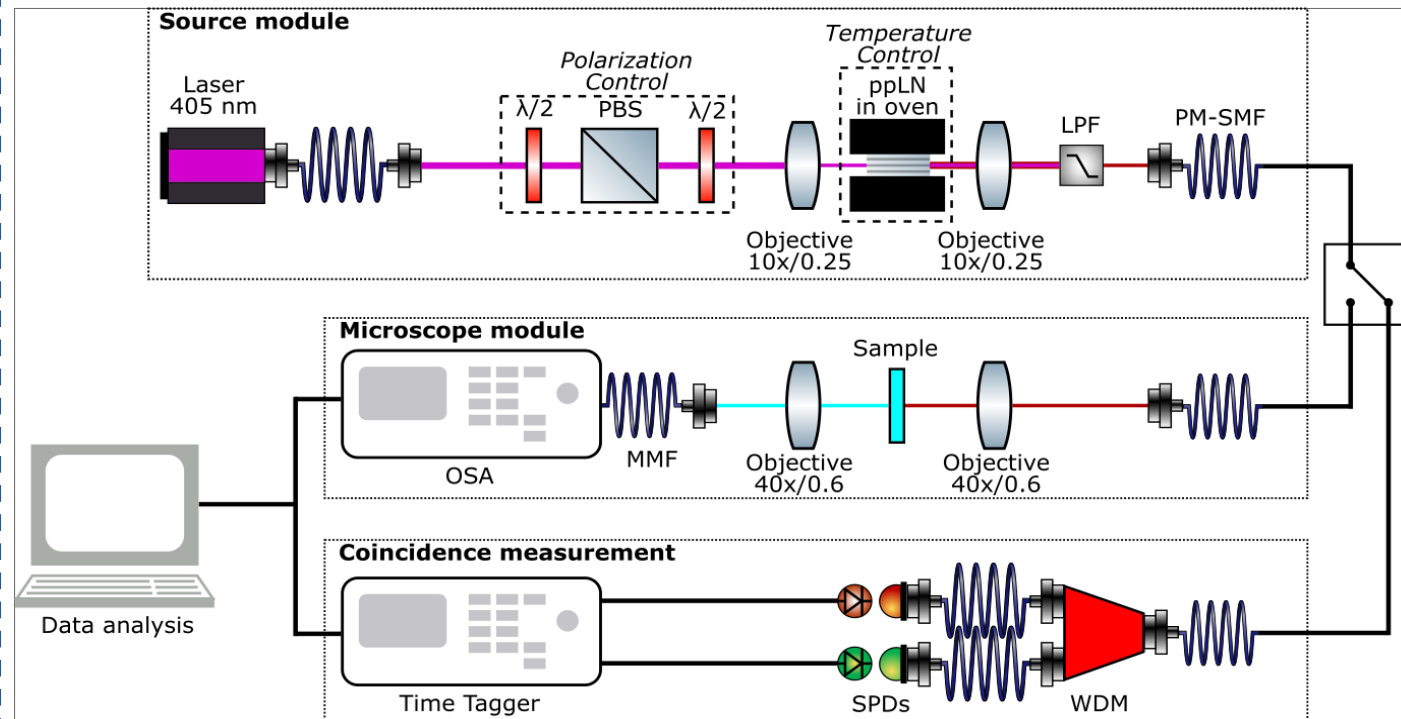 Source module
Laser
405 nm
Polarization
Control
λ/2
PBS
λ/2
Temperature
Control
ppLN
in oven
LPF
PM-SMF
Objective
10x/0.25
Objective
10x/0.25
Microscope module
Sample
OSA
MMF
Objective
40x/0.6
Objective
40x/0.6
Data analysis
Coincidence measurement
Time Tagger
SPDs
WDM